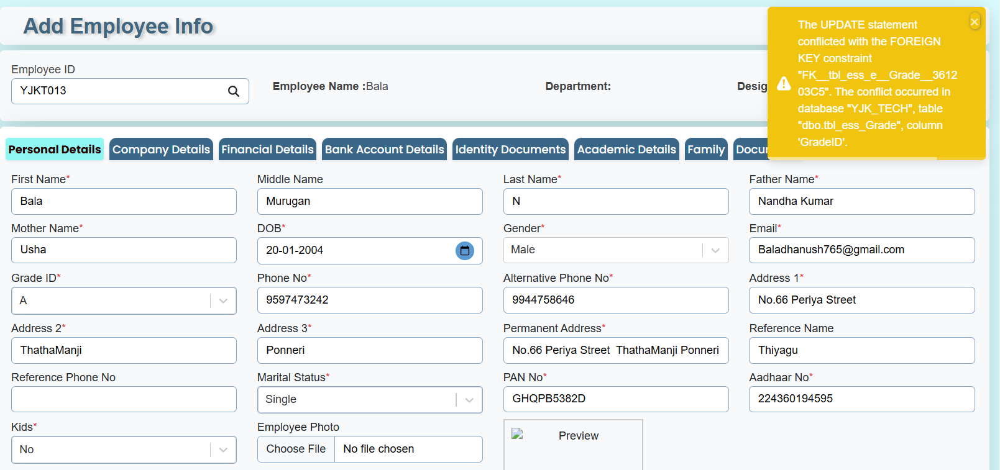 Add Employee Info
The UPDATE statement
conflicted with the FOREIGN
KEY constraint
"FK__tbl_ess_e__Grade__3612
03C5". The conflict occurred in
database "YJK_TECH", table
"dbo.tbl_ess_Grade", column
'GradeID'.
Employee ID
YJKT013
Employee Name :Bala
Department:
Desig
Personal Details
Company Details
Financial Details
Bank Account Details
Identity Documents
Academic Details
Family
Docu
First Name*
Middle Name
Last Name*
Father Name*
Bala
Murugan
N
Nandha Kumar
Mother Name*
DOB*
Gender*
Email*
Usha
20-01-2004
Male
Baladhanush765@gmail.com
Grade ID*
Phone No*
Alternative Phone No*
Address 1*
A
9597473242
9944758646
No.66 Periya Street
Address 2*
Address 3*
Permanent Address*
Reference Name
ThathaManji
Ponneri
No.66 Periya Street  ThathaManji Ponneri
Thiyagu
Reference Phone No
Marital Status*
PAN No*
Aadhaar No*
Single
GHQPB5382D
224360194595
Kids*
Employee Photo
No
Choose File
No file chosen
Preview